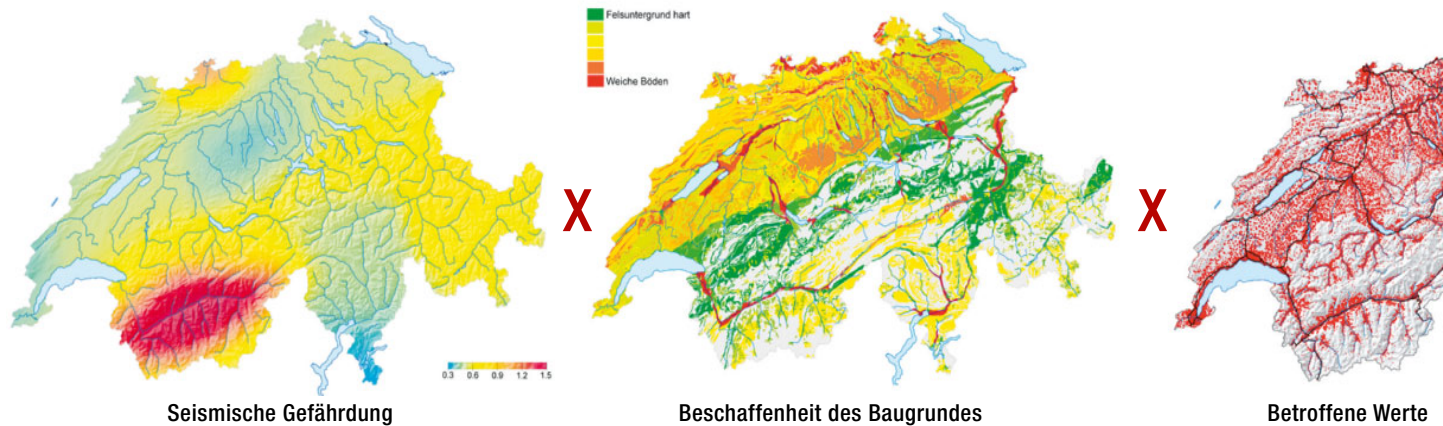 Felsuntergrund hart
Weiche Böden
X
X
0.3 0.6 0.9 1.2 1.5
Seismische Gefährdung
Beschaffenheit des Baugrundes
Betroffene Werte